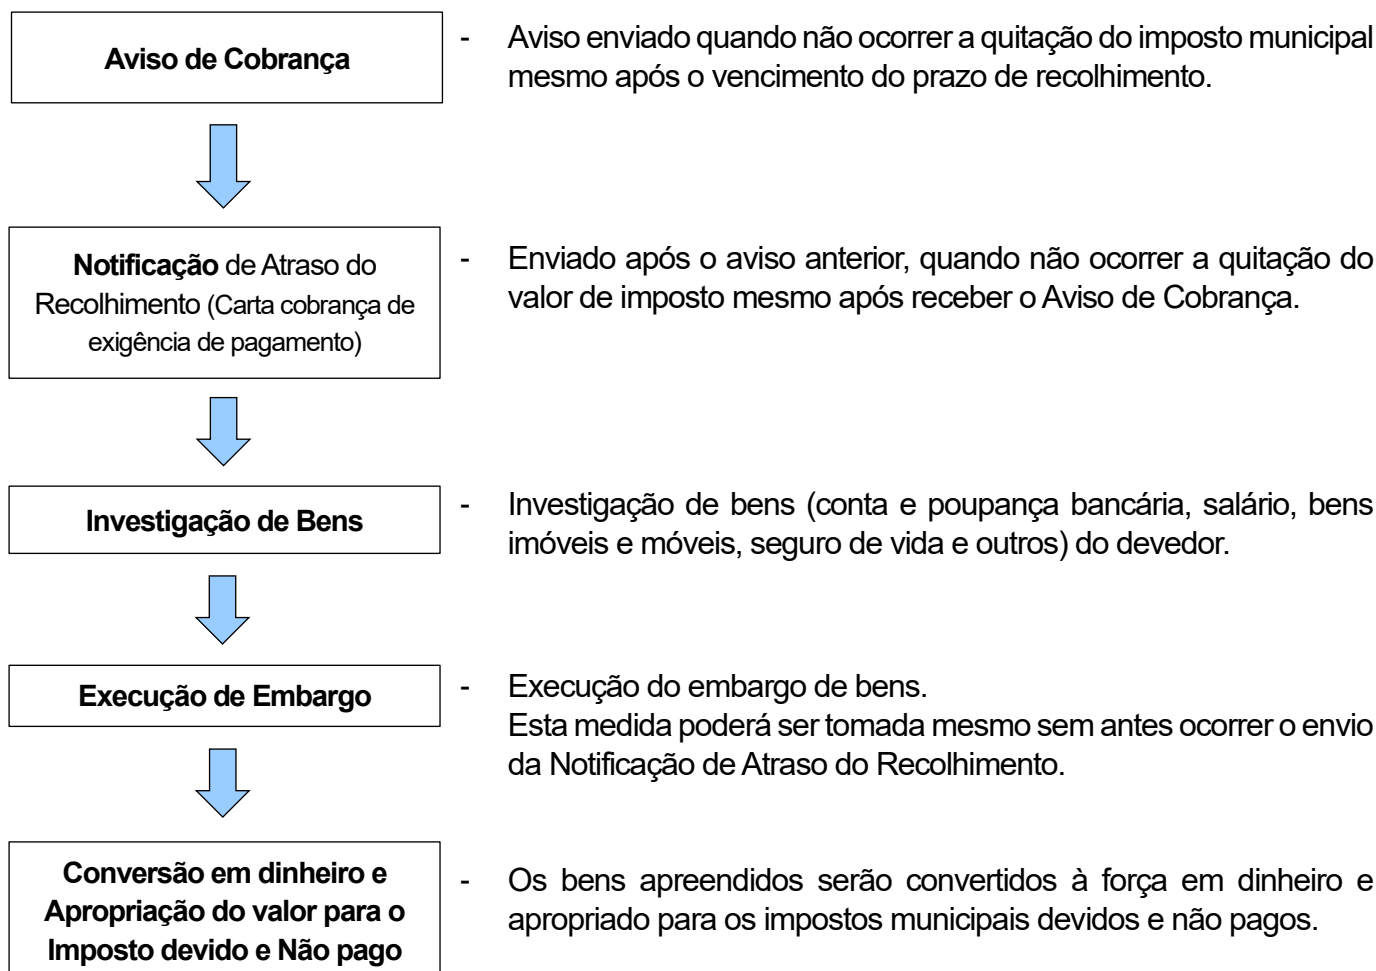 Aviso de Cobrança
- Aviso enviado quando não ocorrer a quitação do imposto municipal
mesmo após o vencimento do prazo de recolhimento.
Notificação de Atraso do
Recolhimento (Carta cobrança de
exigência de pagamento)
- Enviado após o aviso anterior, quando não ocorrer a quitação do
valor de imposto mesmo após receber o Aviso de Cobrança.
Investigação de Bens
- Investigação de bens (conta e poupança bancária, salário, bens
imóveis e móveis, seguro de vida e outros) do devedor.
Execução de Embargo
- Execução do embargo de bens.
Esta medida poderá ser tomada mesmo sem antes ocorrer o envio
da Notificação de Atraso do Recolhimento.
Conversão em dinheiro e
Apropriação do valor para o
Imposto devido e Não pago
- Os bens apreendidos serão convertidos à força em dinheiro e
apropriado para os impostos municipais devidos e não pagos.